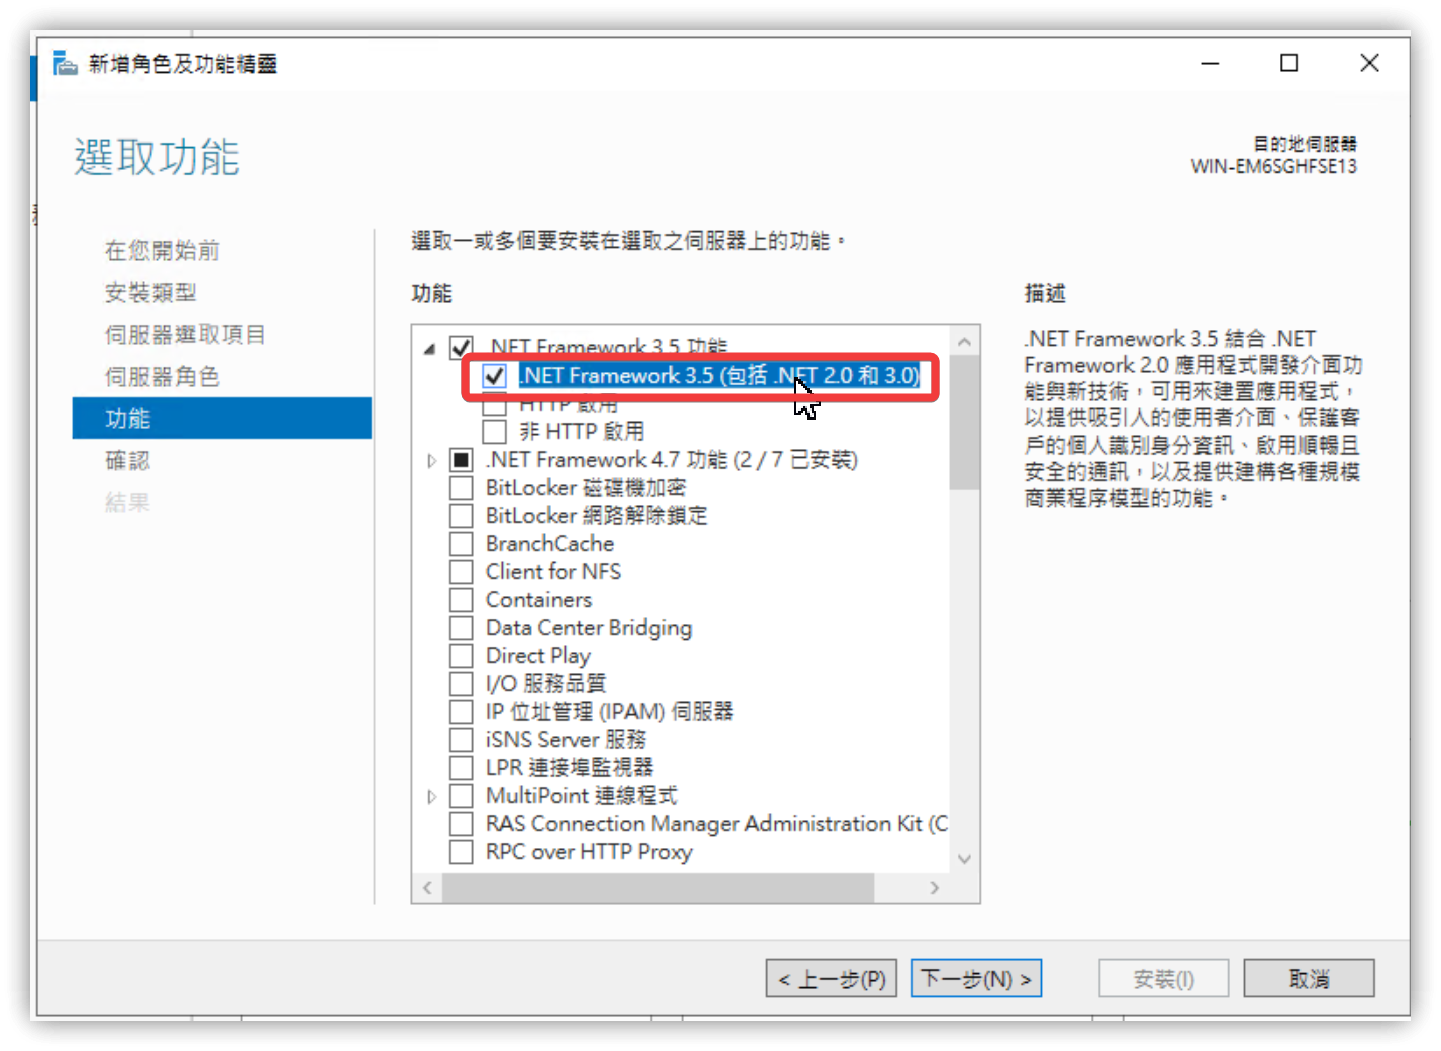 新增角色及功能精靈
選取功能
目的地伺服器
WIN-EM6SGHFSE13
在您開始前
安裝類型
伺服器選取項目
伺服器角色
功能
確認
結果
選取一或多個要安裝在選取之伺服器上的功能。
功能
.NET Framework 3.5 功能
.NET Framework 3.5 (包括 .NET 2.0 和 3.0)
HTTP 啟用
非 HTTP 啟用
.NET Framework 4.7 功能 (2 / 7 已安裝)
BitLocker 磁碟機加密
BitLocker 網路解除鎖定
BranchCache
Client for NFS
Containers
Data Center Bridging
Direct Play
I/O 服務品質
IP 位址管理 (IPAM) 伺服器
iSNS Server 服務
LPR 連接埠監視器
MultiPoint 連線程式
RAS Connection Manager Administration Kit (C
RPC over HTTP Proxy
描述
.NET Framework 3.5 結合 .NET
Framework 2.0 應用程式開發介面功
能與新技術，可用來建置應用程式，
以提供吸引人的使用者介面、保護客
戶的個人識別身分資訊、啟用順暢且
安全的通訊，以及提供建構各種規模
商業程序模型的功能。
< 上一步(P)
下一步(N) >
安裝(I)
取消